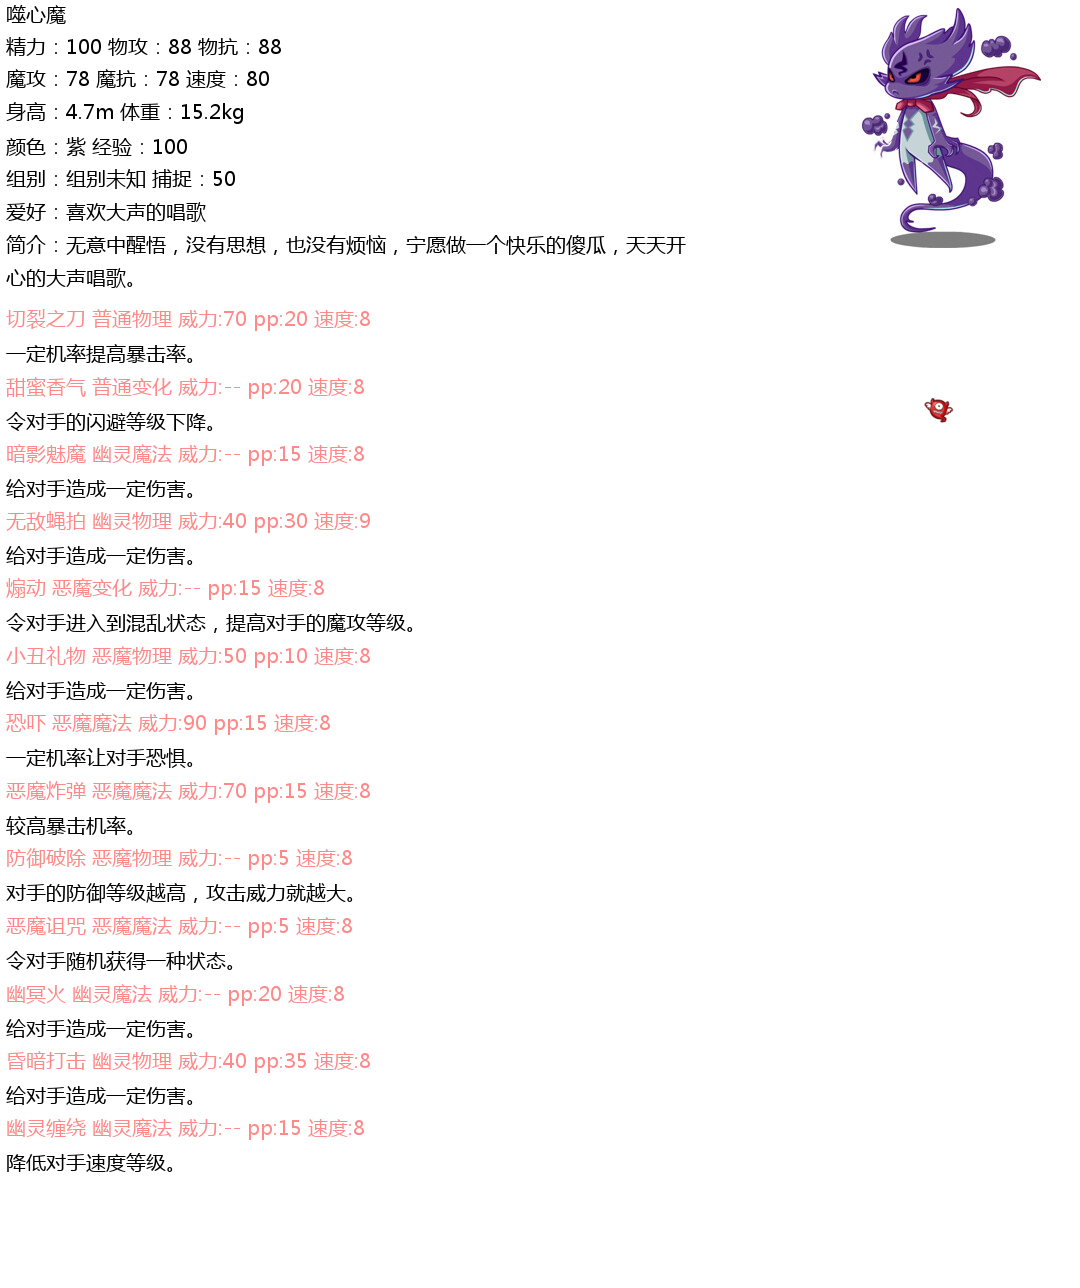 噬心魔
精力：100 物攻：88 物抗：88
魔攻：78 魔抗：78 速度：80
身高：4.7m 体重：15.2kg
颜色：紫 经验：100
组别：组别未知 捕捉：50
爱好：喜欢大声的唱歌
简介：无意中醒悟，没有思想，也没有烦恼，宁愿做一个快乐的傻瓜，天天开
心的大声唱歌。
切裂之刀 普通物理 威力:70 pp:20 速度:8
一定机率提高暴击率。
甜蜜香气 普通变化 威力:-- pp:20 速度:8
令对手的闪避等级下降。
暗影魅魔 幽灵魔法 威力:-- pp:15 速度:8
给对手造成一定伤害。
无敌蝇拍 幽灵物理 威力:40 pp:30 速度:9
给对手造成一定伤害。
煽动 恶魔变化 威力:-- pp:15 速度:8
令对手进入到混乱状态，提高对手的魔攻等级。
小丑礼物 恶魔物理 威力:50 pp:10 速度:8
给对手造成一定伤害。
恐吓 恶魔魔法 威力:90 pp:15 速度:8
一定机率让对手恐惧。
恶魔炸弹 恶魔魔法 威力:70 pp:15 速度:8
较高暴击机率。
防御破除 恶魔物理 威力:-- pp:5 速度:8
对手的防御等级越高，攻击威力就越大。
恶魔诅咒 恶魔魔法 威力:-- pp:5 速度:8
令对手随机获得一种状态。
幽冥火 幽灵魔法 威力:-- pp:20 速度:8
给对手造成一定伤害。
昏暗打击 幽灵物理 威力:40 pp:35 速度:8
给对手造成一定伤害。
幽灵缠绕 幽灵魔法 威力:-- pp:15 速度:8
降低对手速度等级。